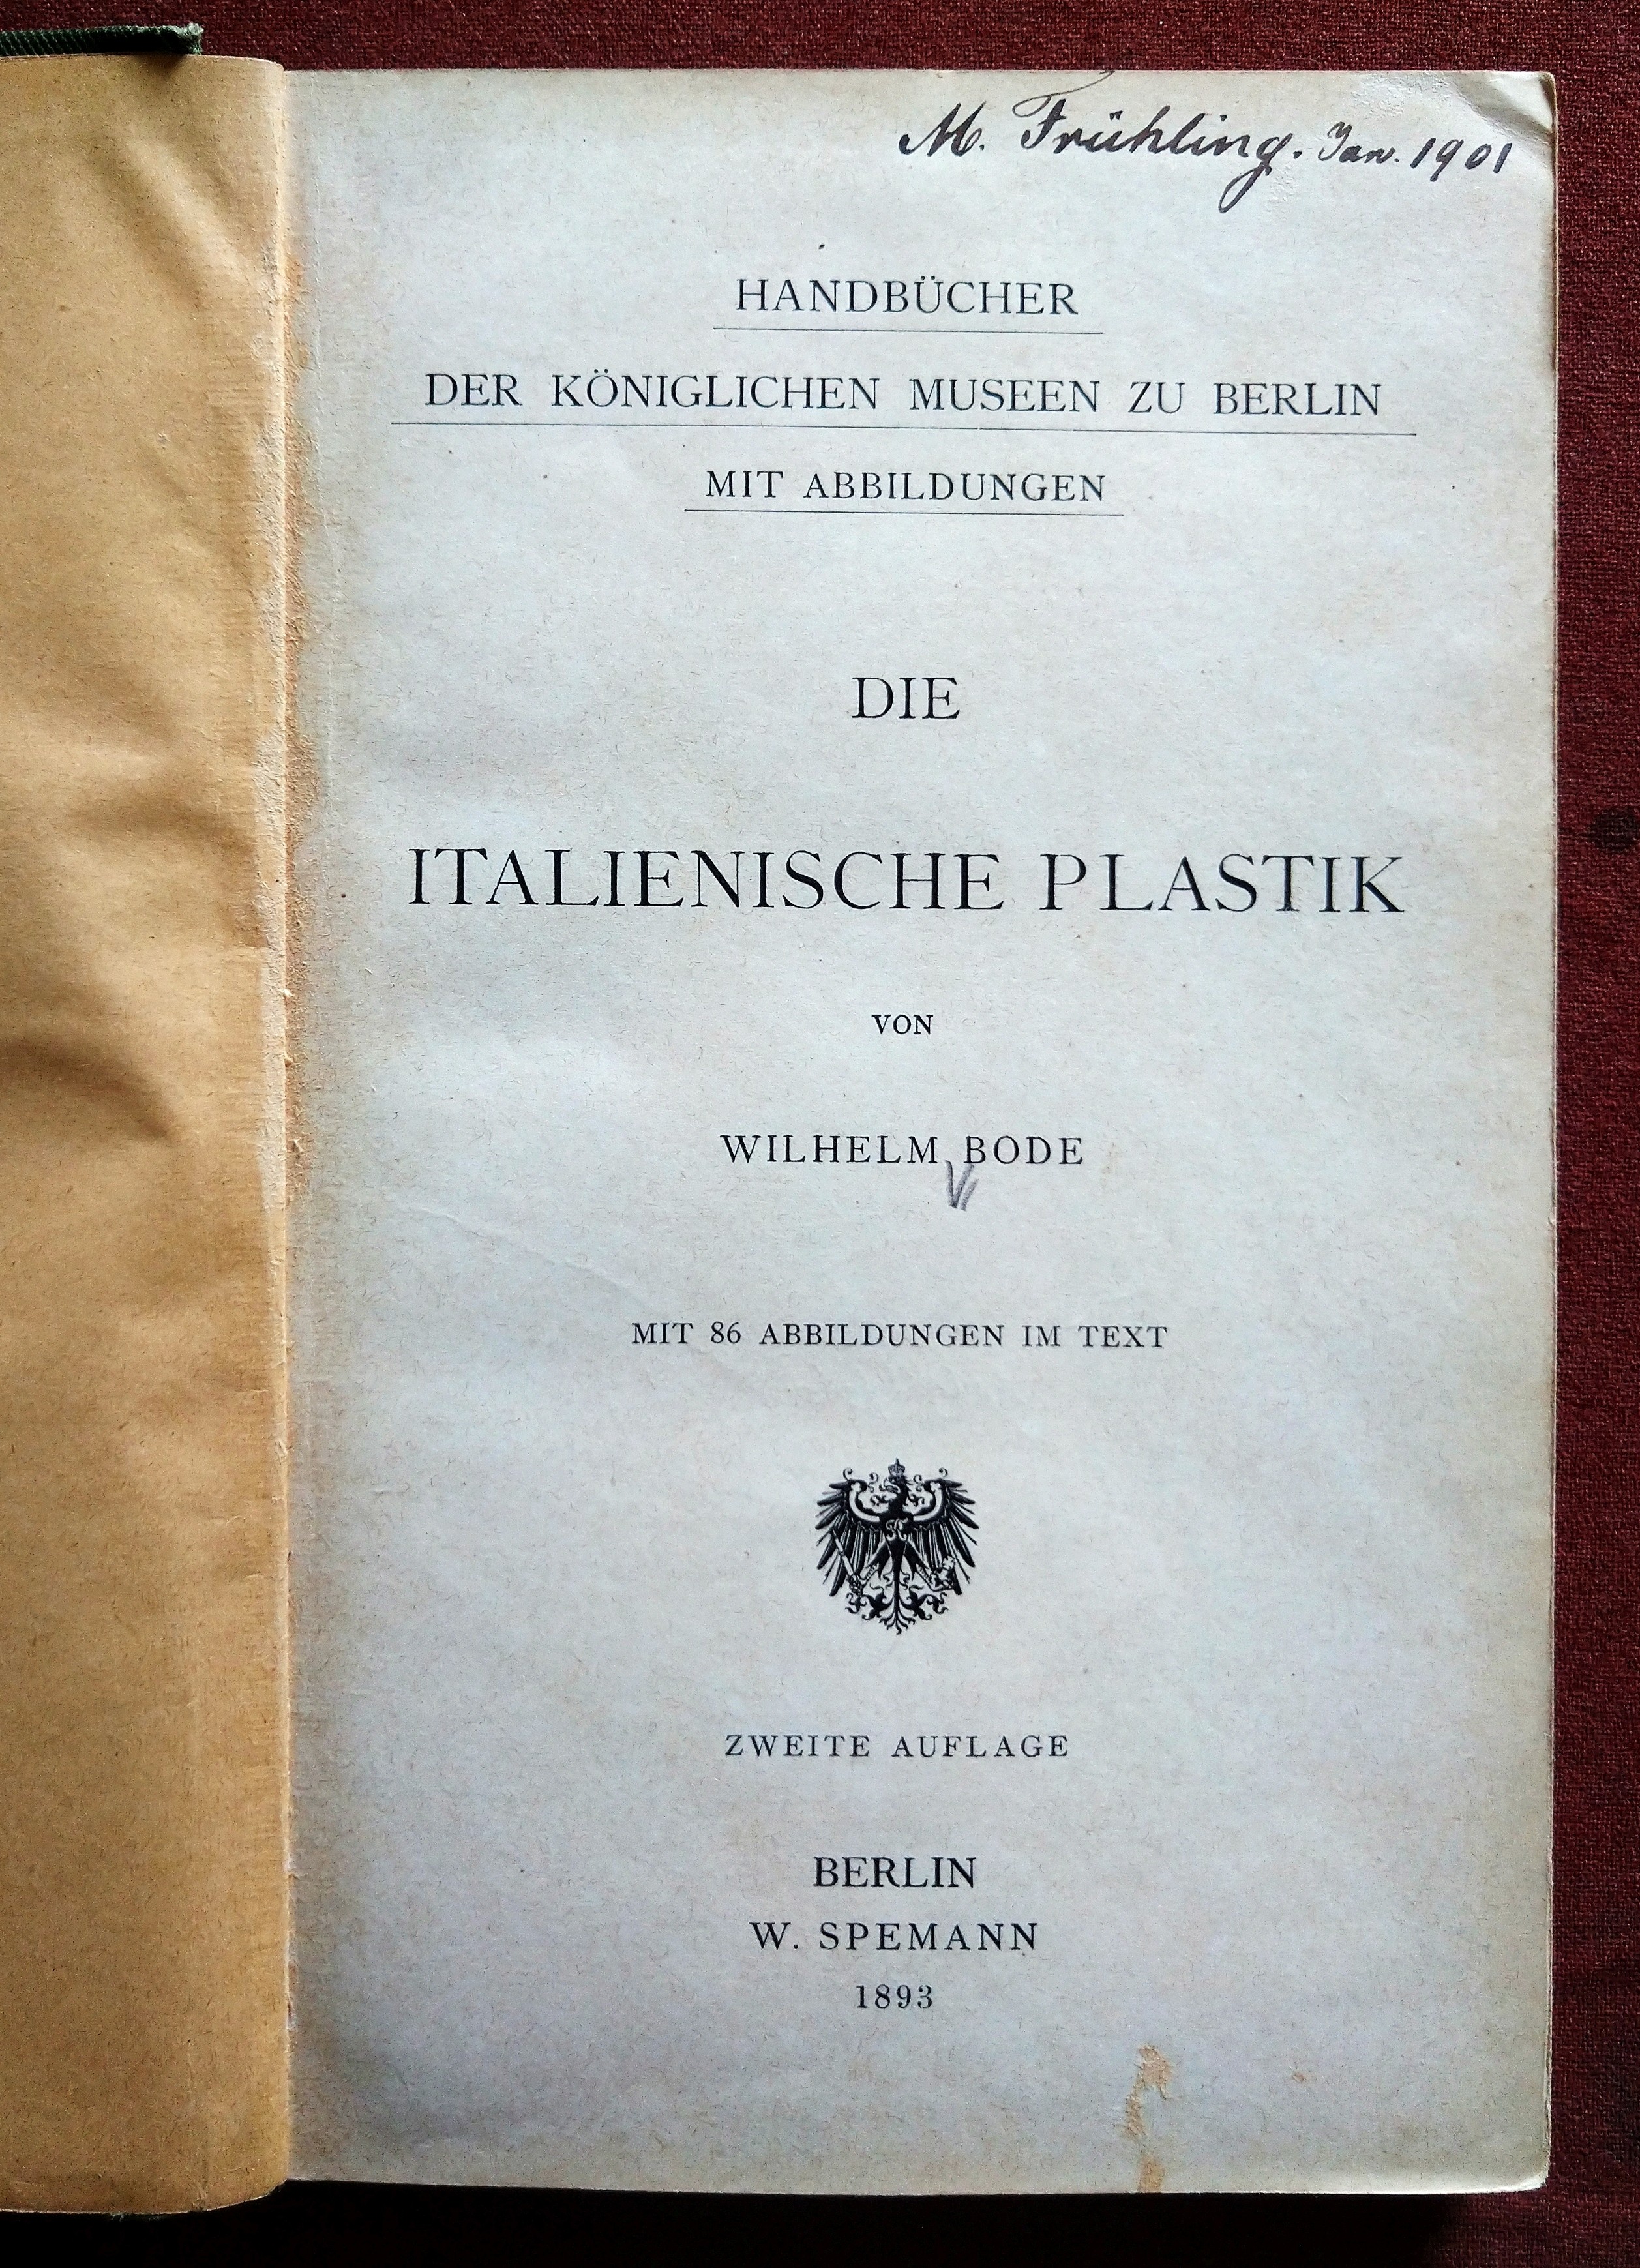 M. Frühling. Jan. 1901
HANDBÜCHER
DER KÖNIGLICHEN MUSEEN ZU BERLIN
MIT ABBILDUNGEN
DIE
ITALIENISCHE PLASTIK
VON
WILHELM BODE
MIT 86 ABBILDUNGEN IM TEXT
ZWEITE AUFLAGE
BERLIN
W. SPEMANN
1893